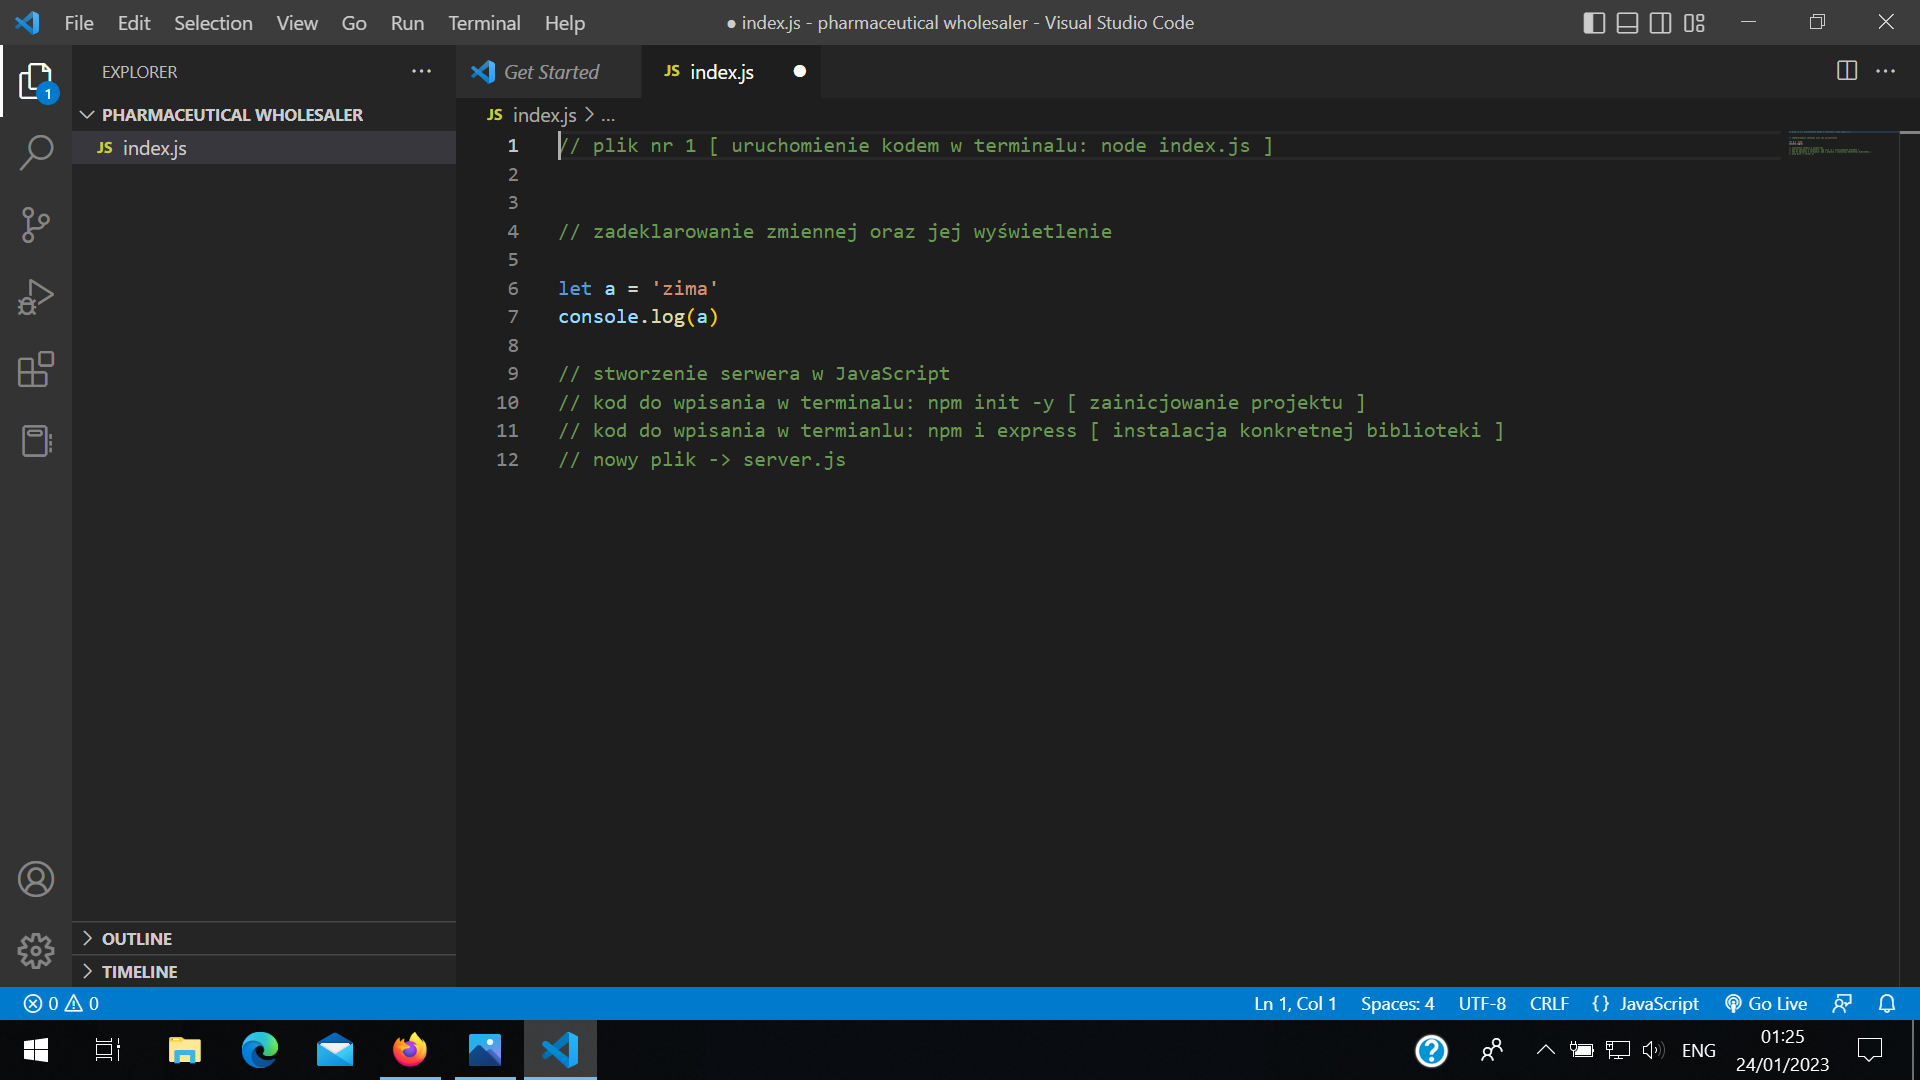 File Edit Selection View Go Run Terminal Help
● index.js - pharmaceutical wholesaler - Visual Studio Code
EXPLORER
Get Started
JS index.js
1
PHARMACEUTICAL WHOLESALER
JS index.js > ...
JS index.js
1 // plik nr 1 [ uruchomienie kodem w terminalu: node index.js ]
2
3
4 // zadeklarowanie zmiennej oraz jej wyświetlenie
5
6 let a = 'zima'
7 console.log(a)
8
9 // stworzenie serwera w JavaScript
10 // kod do wpisania w terminalu: npm init -y [ zainicjowanie projektu ]
11 // kod do wpisania w termianlu: npm i express [ instalacja konkretnej biblioteki ]
12 // nowy plik -> server.js
OUTLINE
TIMELINE
0 0
Ln 1, Col 1 Spaces: 4 UTF-8 CRLF {} JavaScript Go Live
ENG
01:25
24/01/2023